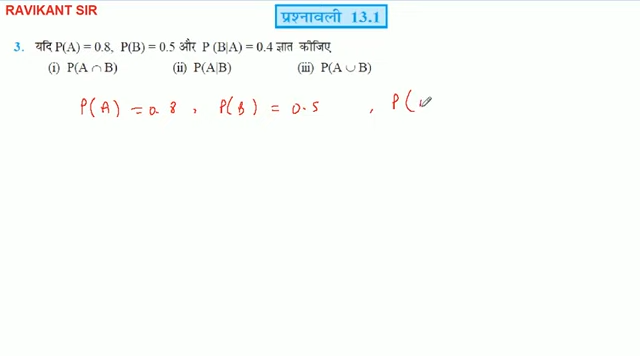 RAVIKANT SIR
प्रश्नावली 13.1
3. यदि P(A) = 0.8, P(B) = 0.5 और P (B|A) = 0.4 ज्ञात कीजिए
(i) P(A ∩ B) (ii) P(A|B) (iii) P(A ∪ B)
P(A) = 0.8 , P(B) = 0.5 , P(